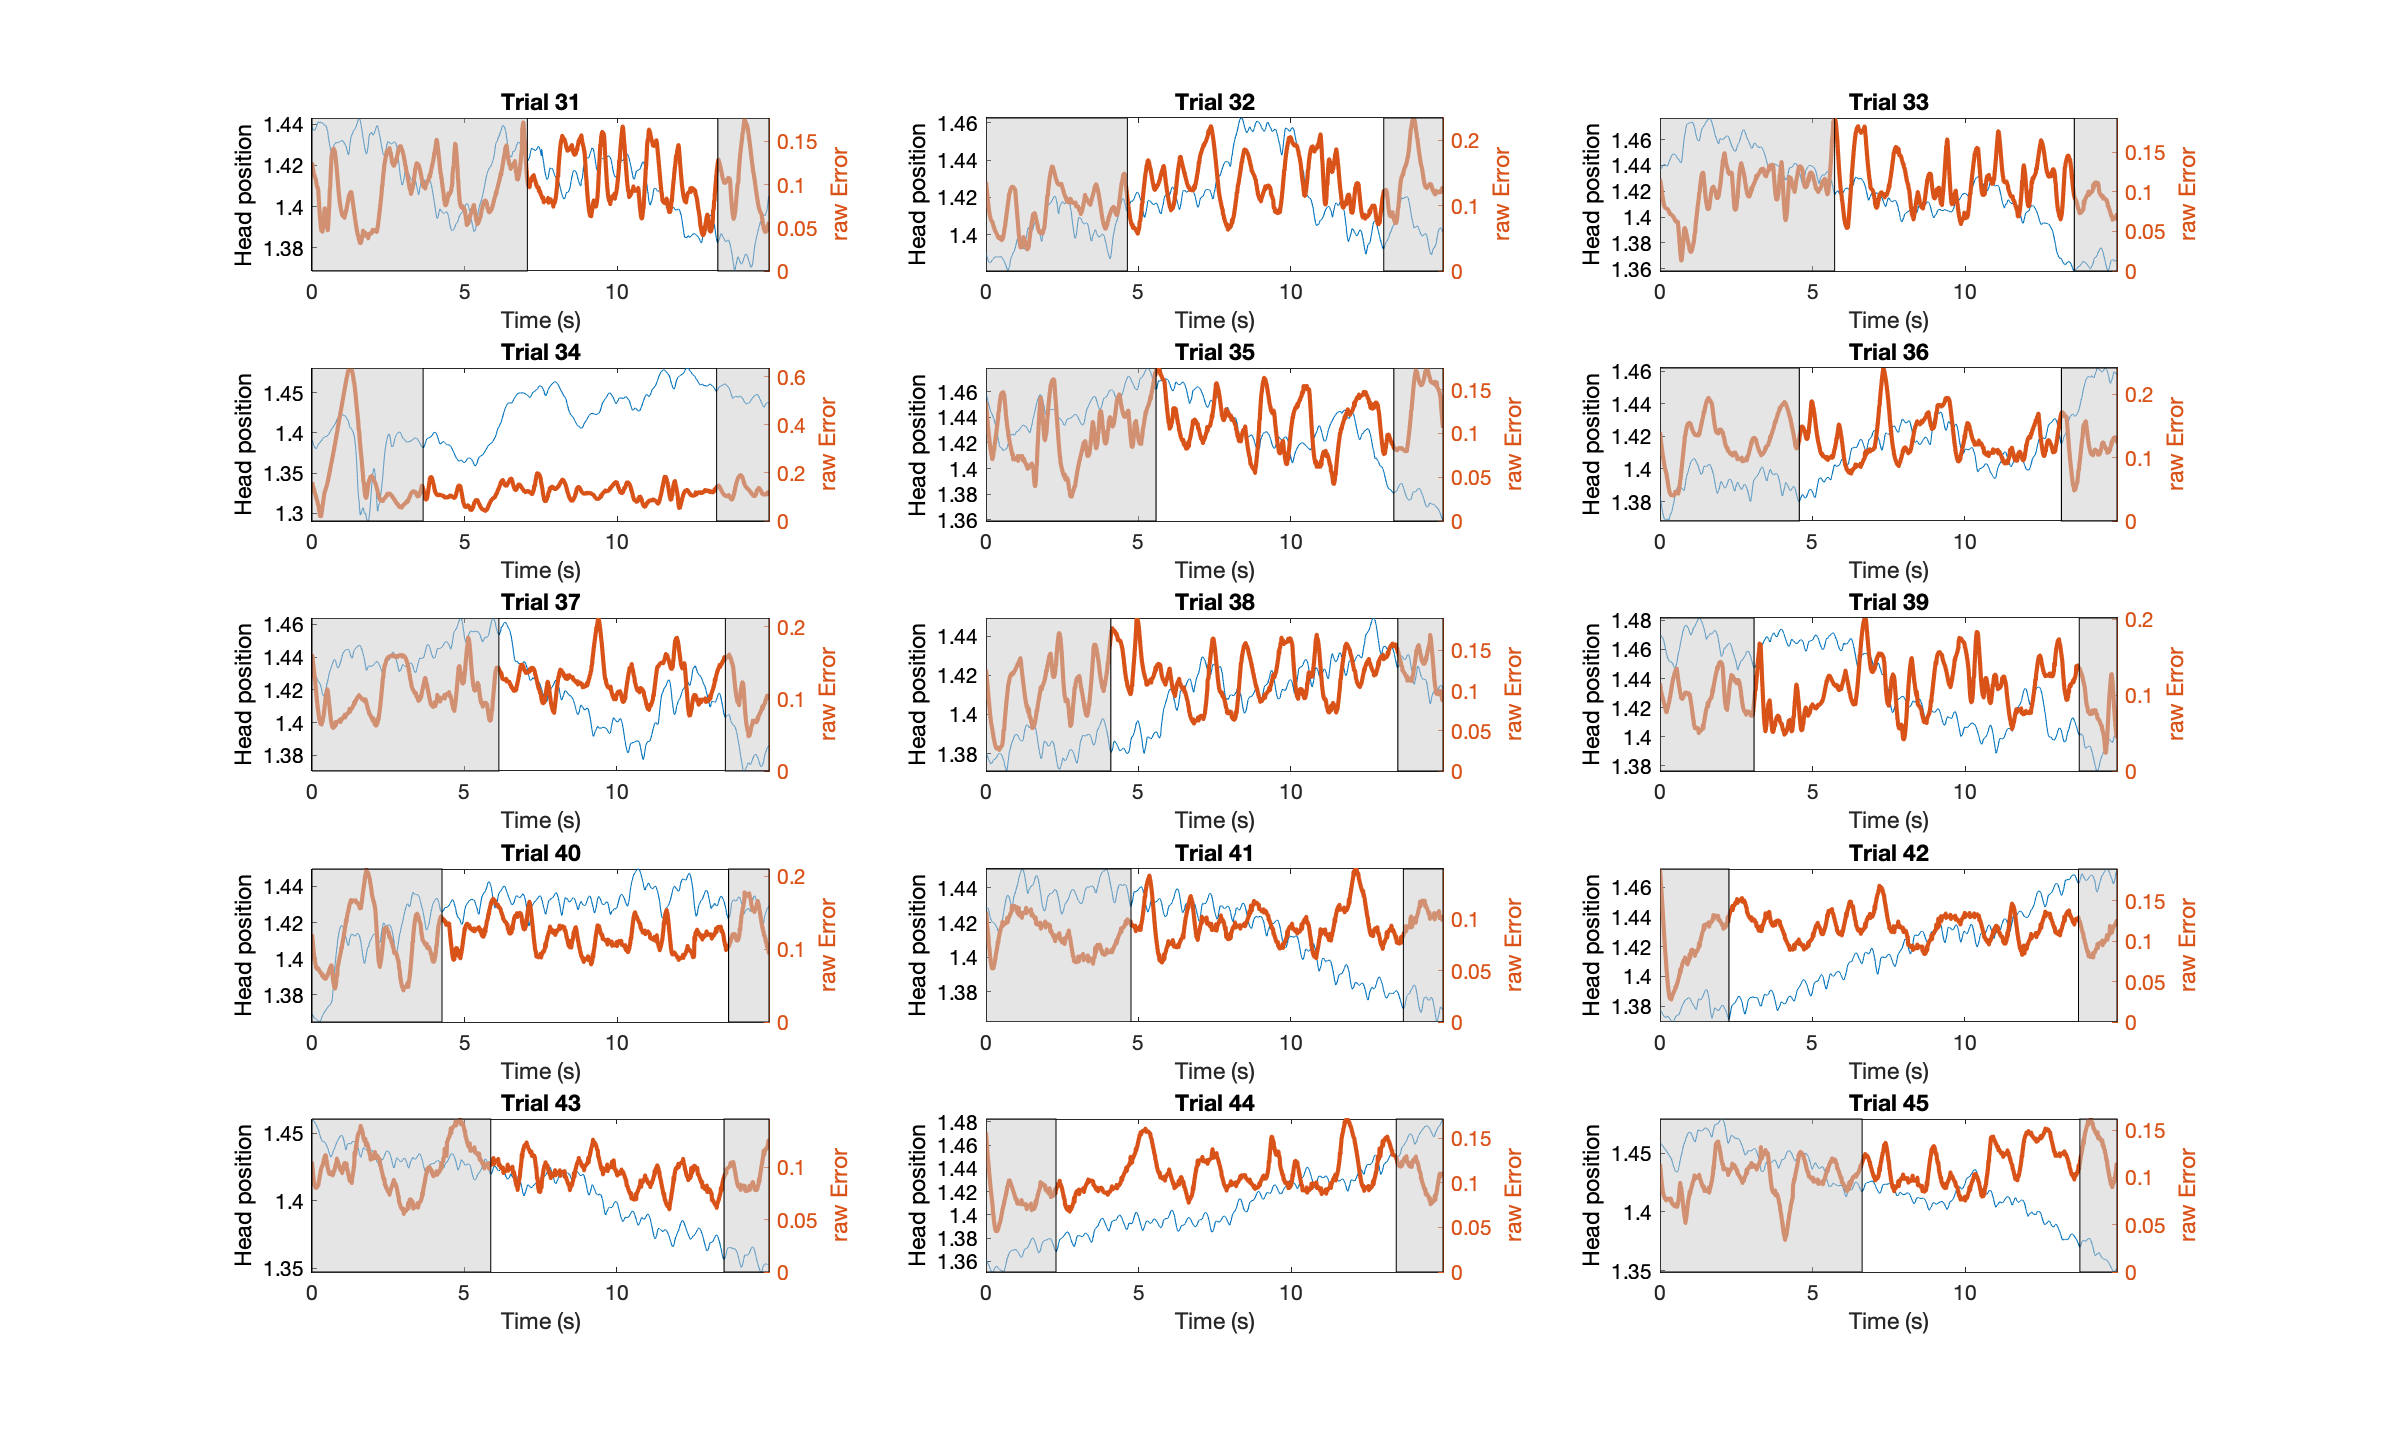 Trial 31
Head position
1.44
1.42
1.4
1.38
0.15
0.1
0.05
0
raw Error
0 5 10
Time (s)
Trial 32
Head position
1.46
1.44
1.42
1.4
0.2
0.1
0
raw Error
0 5 10
Time (s)
Trial 33
Head position
1.46
1.44
1.42
1.4
1.38
1.36
0.15
0.1
0.05
0
raw Error
0 5 10
Time (s)
Trial 34
Head position
1.45
1.4
1.35
1.3
0.6
0.4
0.2
0
raw Error
0 5 10
Time (s)
Trial 35
Head position
1.46
1.44
1.42
1.4
1.38
1.36
0.15
0.1
0.05
0
raw Error
0 5 10
Time (s)
Trial 36
Head position
1.46
1.44
1.42
1.4
1.38
0.2
0.1
0
raw Error
0 5 10
Time (s)
Trial 37
Head position
1.46
1.44
1.42
1.4
1.38
0.2
0.1
0
raw Error
0 5 10
Time (s)
Trial 38
Head position
1.44
1.42
1.4
1.38
0.15
0.1
0.05
0
raw Error
0 5 10
Time (s)
Trial 39
Head position
1.48
1.46
1.44
1.42
1.4
1.38
0.2
0.1
0
raw Error
0 5 10
Time (s)
Trial 40
Head position
1.44
1.42
1.4
1.38
0.2
0.1
0
raw Error
0 5 10
Time (s)
Trial 41
Head position
1.44
1.42
1.4
1.38
0.1
0.05
0
raw Error
0 5 10
Time (s)
Trial 42
Head position
1.46
1.44
1.42
1.4
1.38
0.15
0.1
0.05
0
raw Error
0 5 10
Time (s)
Trial 43
Head position
1.45
1.4
1.35
0.1
0.05
0
raw Error
0 5 10
Time (s)
Trial 44
Head position
1.48
1.46
1.44
1.42
1.4
1.38
1.36
0.15
0.1
0.05
0
raw Error
0 5 10
Time (s)
Trial 45
Head position
1.45
1.4
1.35
0.15
0.1
0.05
0
raw Error
0 5 10
Time (s)